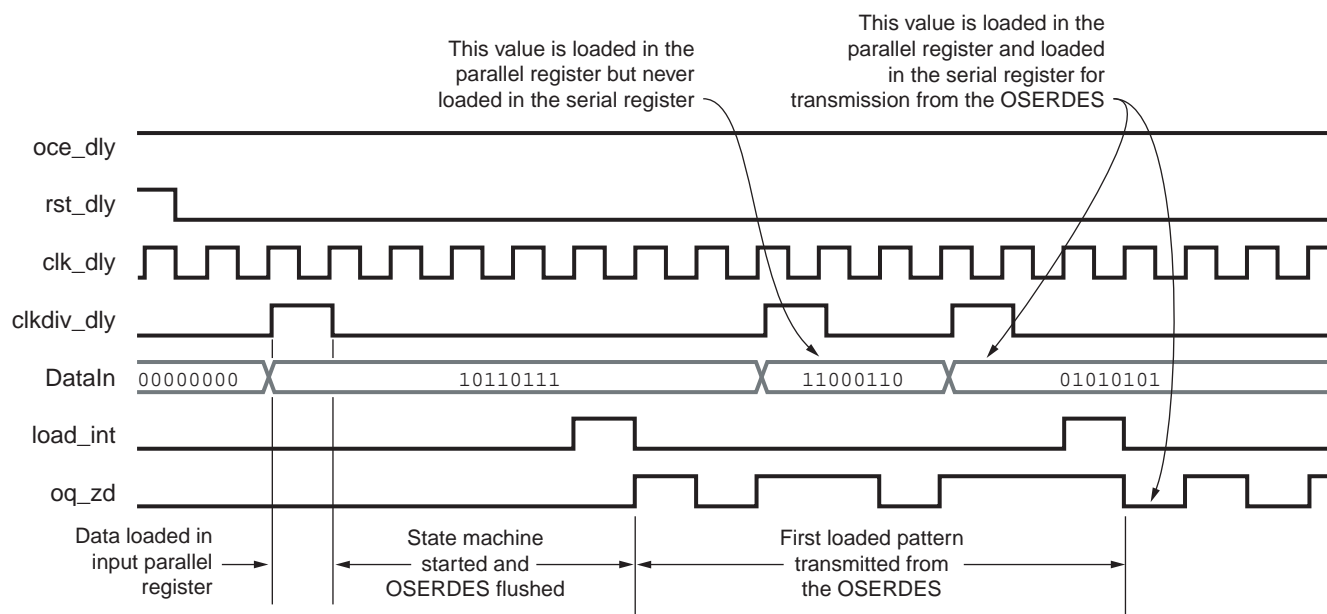 This value is loaded in the
parallel register but never
loaded in the serial register
This value is loaded in the
parallel register and loaded
in the serial register for
transmission from the OSERDES
oce_dly
rst_dly
clk_dly
clkdiv_dly
DataIn
00000000
10110111
11000110
01010101
load_int
oq_zd
Data loaded in
input parallel
register
State machine
started and
OSERDES flushed
First loaded pattern
transmitted from
the OSERDES